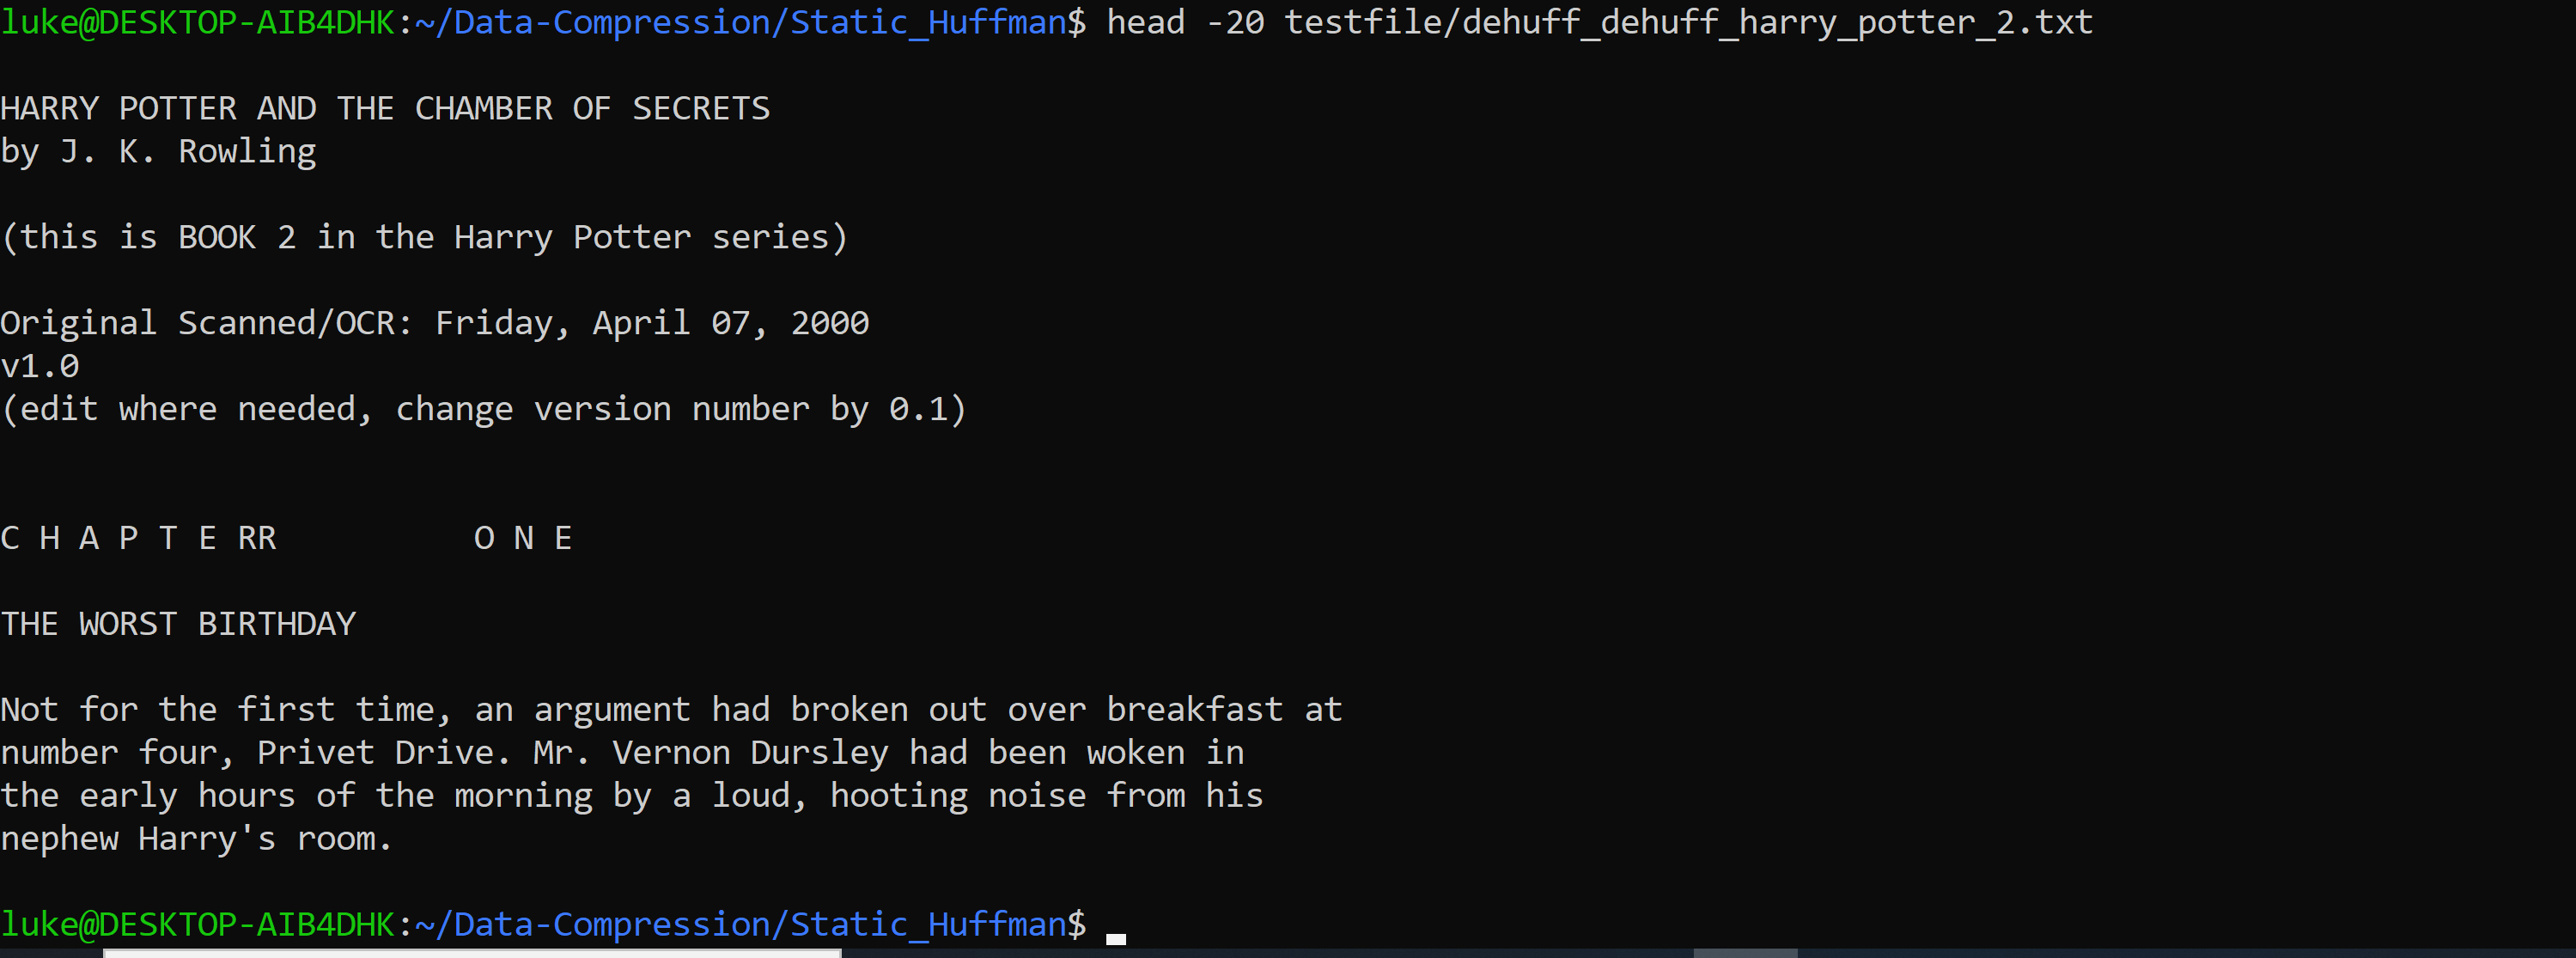 luke@DESKTOP-AIB4DHK:~/Data-Compression/Static_Huffman$ head -20 testfile/dehuff_dehuff_harry_potter_2.txt

HARRY POTTER AND THE CHAMBER OF SECRETS
by J. K. Rowling

(this is BOOK 2 in the Harry Potter series)

Original Scanned/OCR: Friday, April 07, 2000
v1.0
(edit where needed, change version number by 0.1)


C H A P T E RR          O N E

THE WORST BIRTHDAY

Not for the first time, an argument had broken out over breakfast at
number four, Privet Drive. Mr. Vernon Dursley had been woken in
the early hours of the morning by a loud, hooting noise from his
nephew Harry's room.

luke@DESKTOP-AIB4DHK:~/Data-Compression/Static_Huffman$